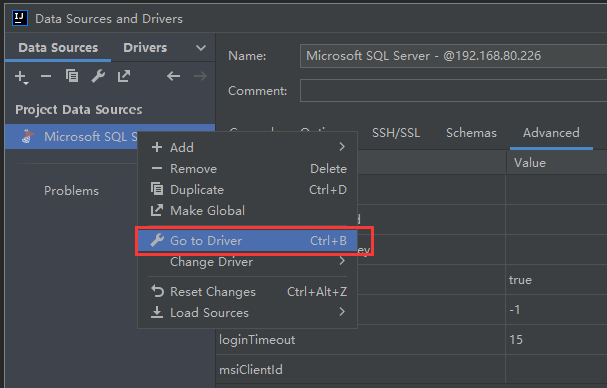 Data Sources and Drivers
Data Sources Drivers
Name: Microsoft SQL Server - @192.168.80.226
Comment:
Project Data Sources
Microsoft SQL S
Problems
SSH/SSL Schemas Advanced
Value
Add
Remove Delete
Duplicate Ctrl+D
Make Global
Go to Driver Ctrl+B
Change Driver
Reset Changes Ctrl+Alt+Z
Load Sources
true
-1
loginTimeout 15
msiClientId